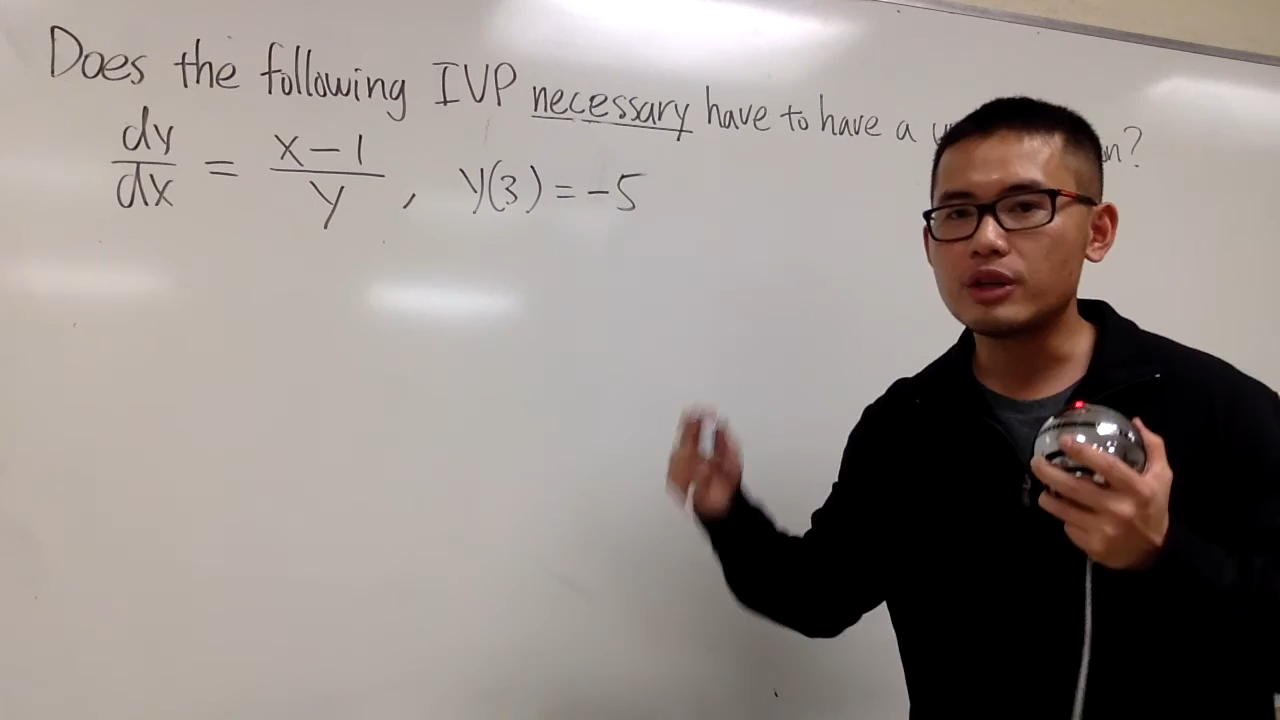 Does the following IVP necessary have to have a
dy/dx = x-1/y , y(3) = -5